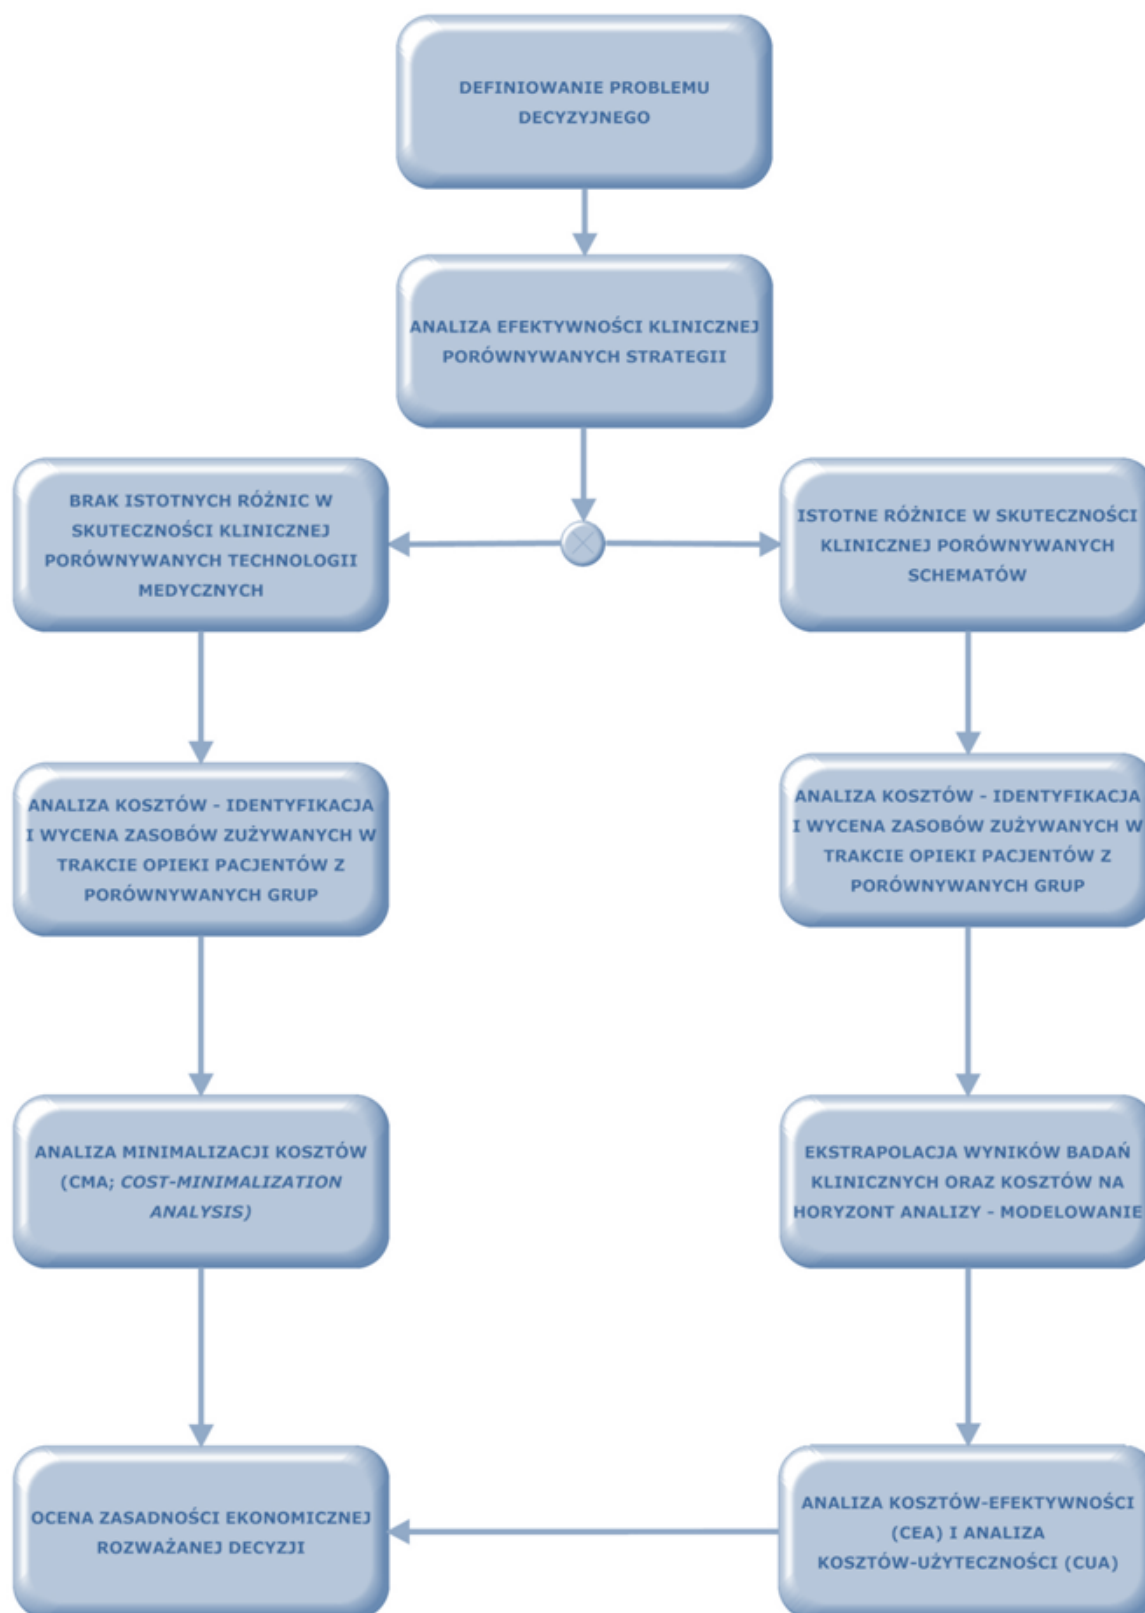 DEFINIOWANIE PROBLEMU
DECYZYJNEGO
ANALIZA EFEKTYWNOŚCI KLINICZNEJ
PORÓWNYWANYCH STRATEGII
BRAK ISTOTNYCH RÓŻNIC W
SKUTECZNOŚCI KLINICZNEJ
PORÓWNYWANYCH TECHNOLOGII
MEDYCZNYCH
ISTOTNE RÓŻNICE W SKUTECZNOŚCI
KLINICZNEJ PORÓWNYWANYCH
SCHEMATÓW
ANALIZA KOSZTÓW - IDENTYFIKACJA
I WYCENA ZASOBÓW ZUŻYWANYCH W
TRAKCIE OPIEKI PACJENTÓW Z
PORÓWNYWANYCH GRUP
ANALIZA KOSZTÓW - IDENTYFIKACJA
I WYCENA ZASOBÓW ZUŻYWANYCH W
TRAKCIE OPIEKI PACJENTÓW Z
PORÓWNYWANYCH GRUP
ANALIZA MINIMALIZACJI KOSZTÓW
(CMA; COST-MINIMALIZATION
ANALYSIS)
EKSTRAPOLACJA WYNIKÓW BADAŃ
KLINICZNYCH ORAZ KOSZTÓW NA
HORYZONT ANALIZY - MODELOWANIE
OCENA ZASADNOŚCI EKONOMICZNEJ
ROZWAŻANEJ DECYZJI
ANALIZA KOSZTÓW-EFEKTYWNOŚCI
(CEA) I ANALIZA
KOSZTÓW-UŻYTECZNOŚCI (CUA)